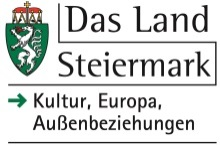 Das Land
Steiermark
→ Kultur, Europa,
Außenbeziehungen